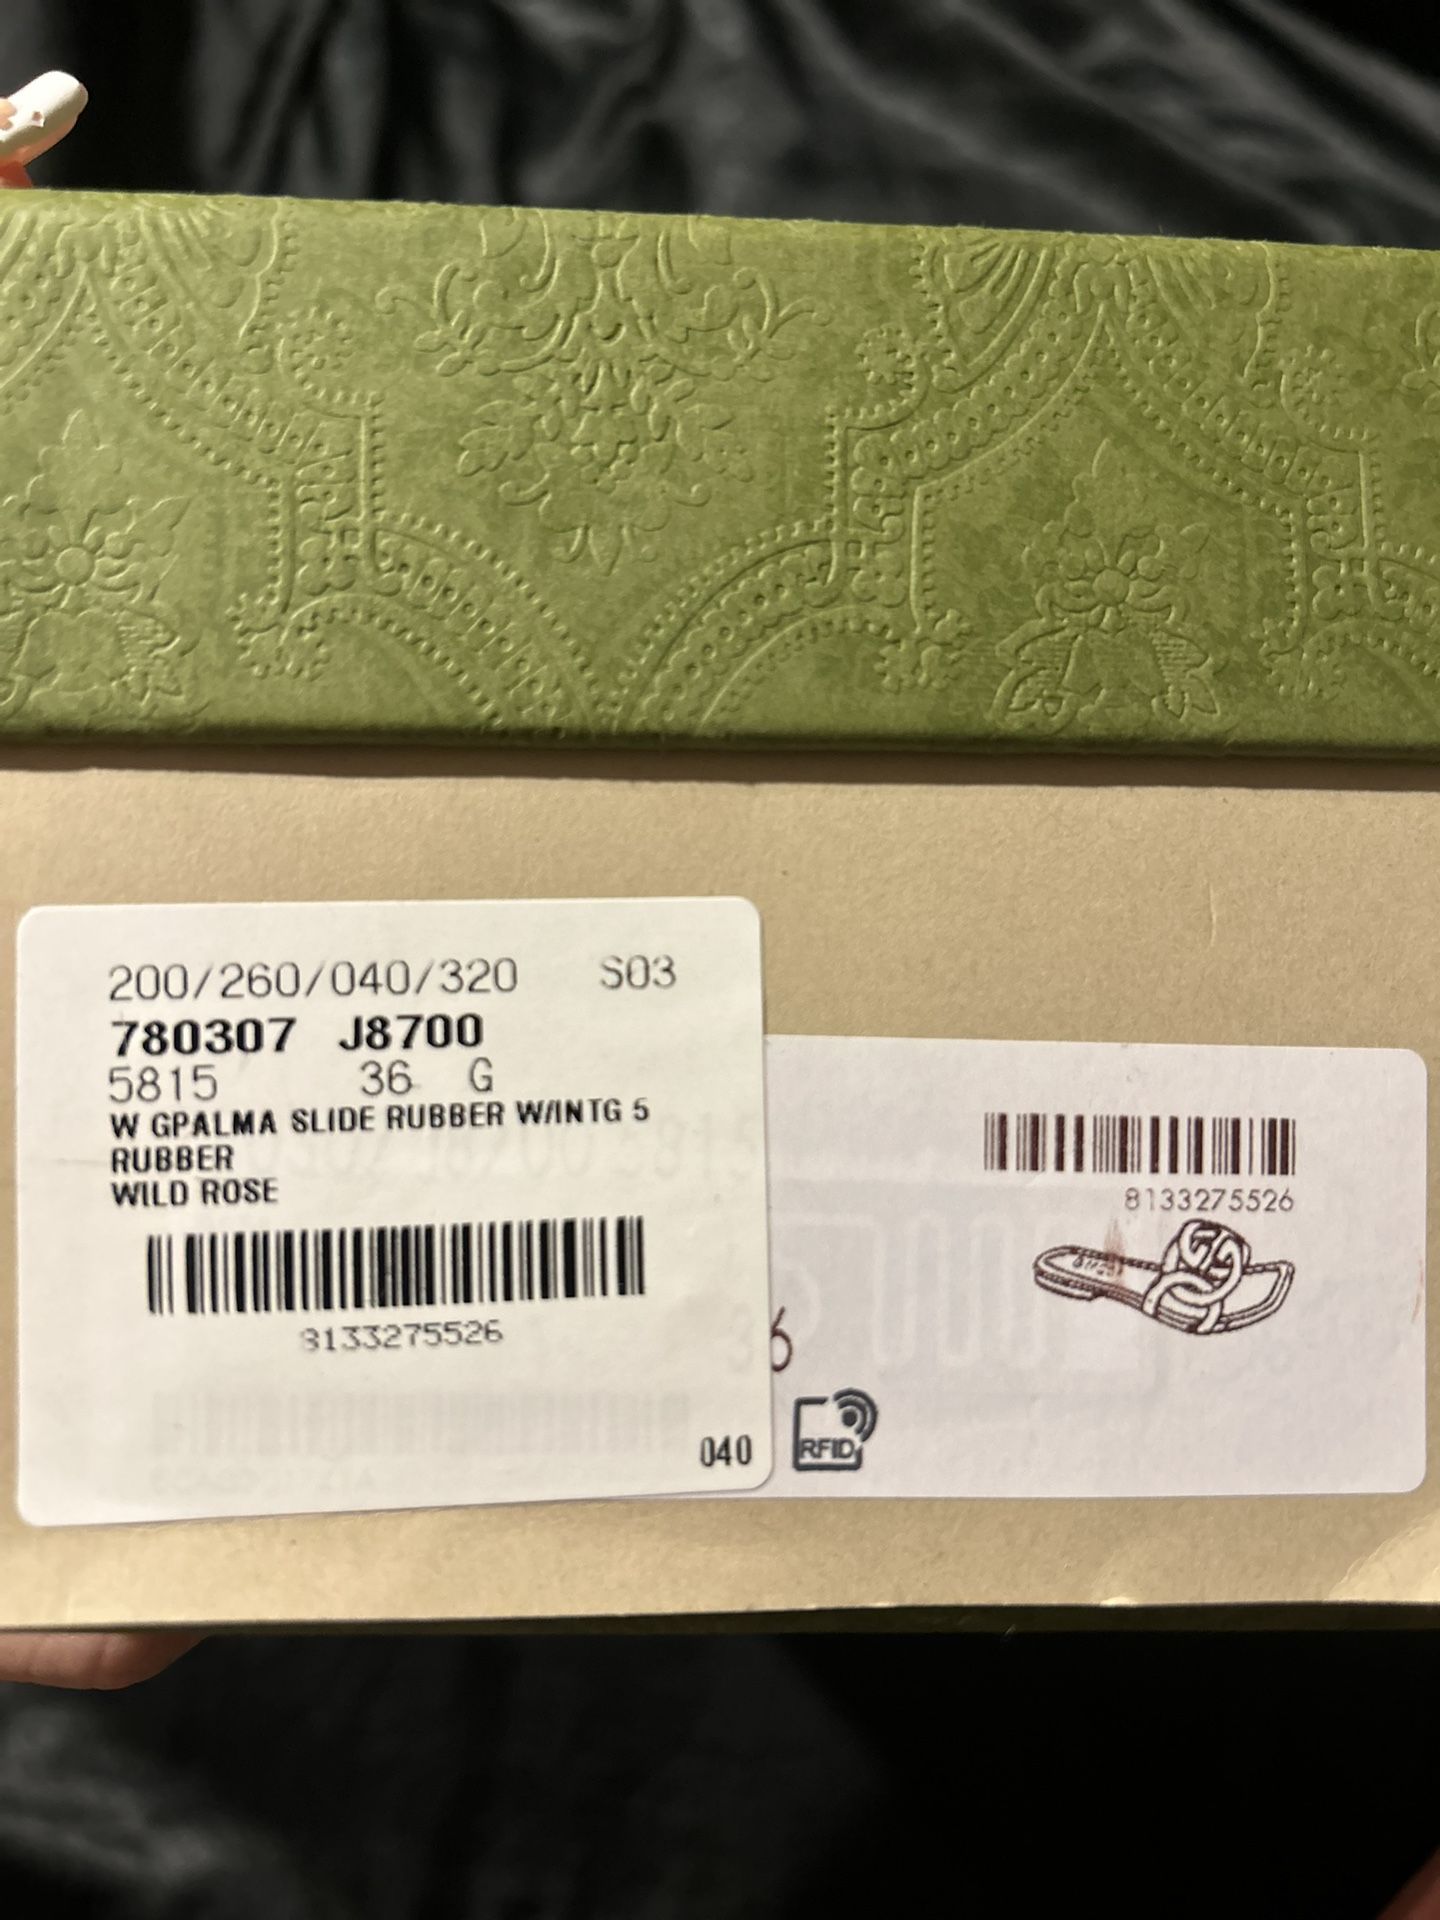 200/260/040/320 S03
780307 J8700
5815 36 G
W GPALMA SLIDE RUBBER W/INTG 5
RUBBER
WILD ROSE
8133275526
040
8133275526
6
RFID